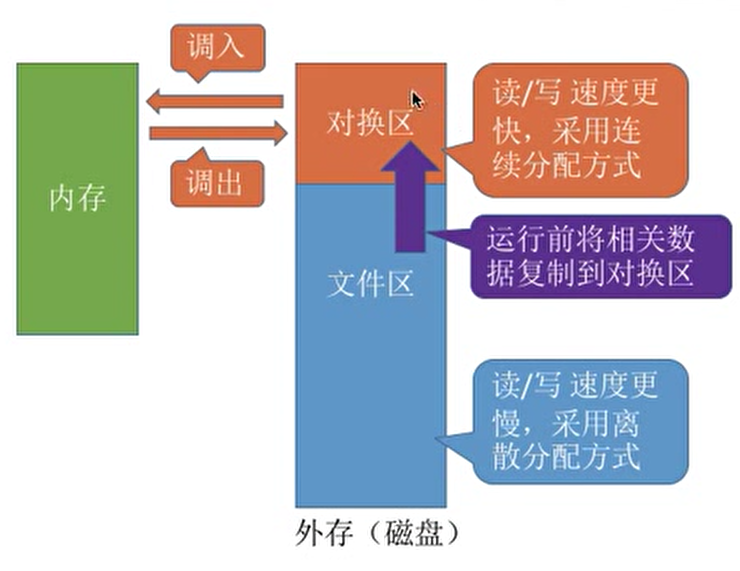 调入
内存
调出
对换区
文件区
读/写 速度更
快，采用连
续分配方式
运行前将相关数
据复制到对换区
读/写 速度更
慢，采用离
散分配方式
外存（磁盘）